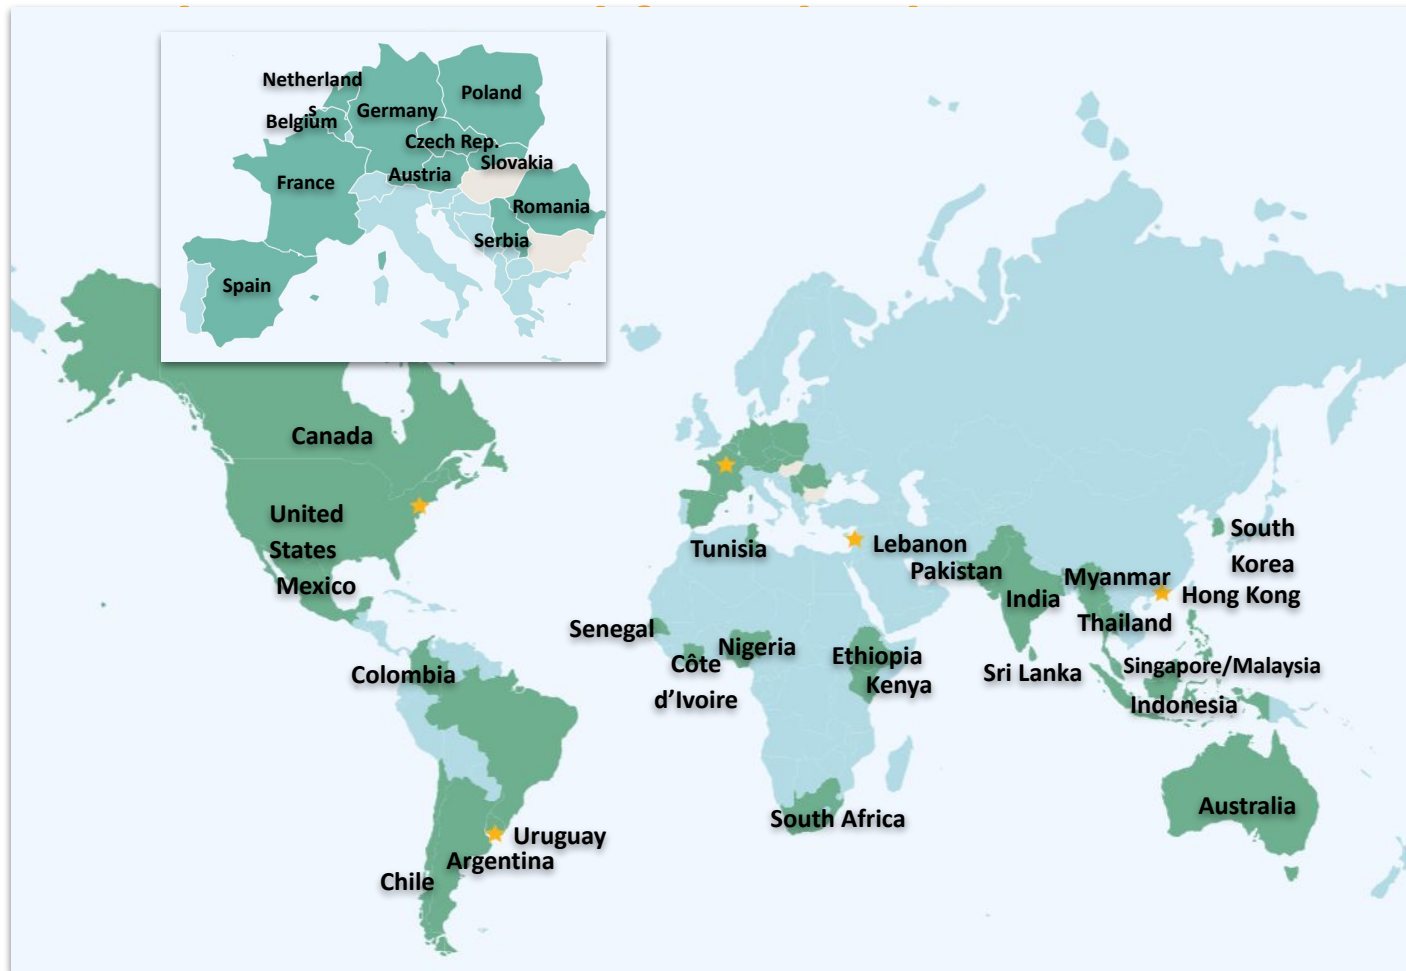 Netherland
s
Belgium
Germany
Poland
Czech Rep.
Slovakia
France
Austria
Romania
Serbia
Spain
Canada
United
States
Mexico
Tunisia
Lebanon
Pakistan
India
Myanmar
Thailand
South
Korea
Hong Kong
Senegal
Côte
d’Ivoire
Nigeria
Ethiopia
Kenya
Sri Lanka
Singapore/Malaysia
Indonesia
Colombia
South Africa
Australia
Uruguay
Argentina
Chile